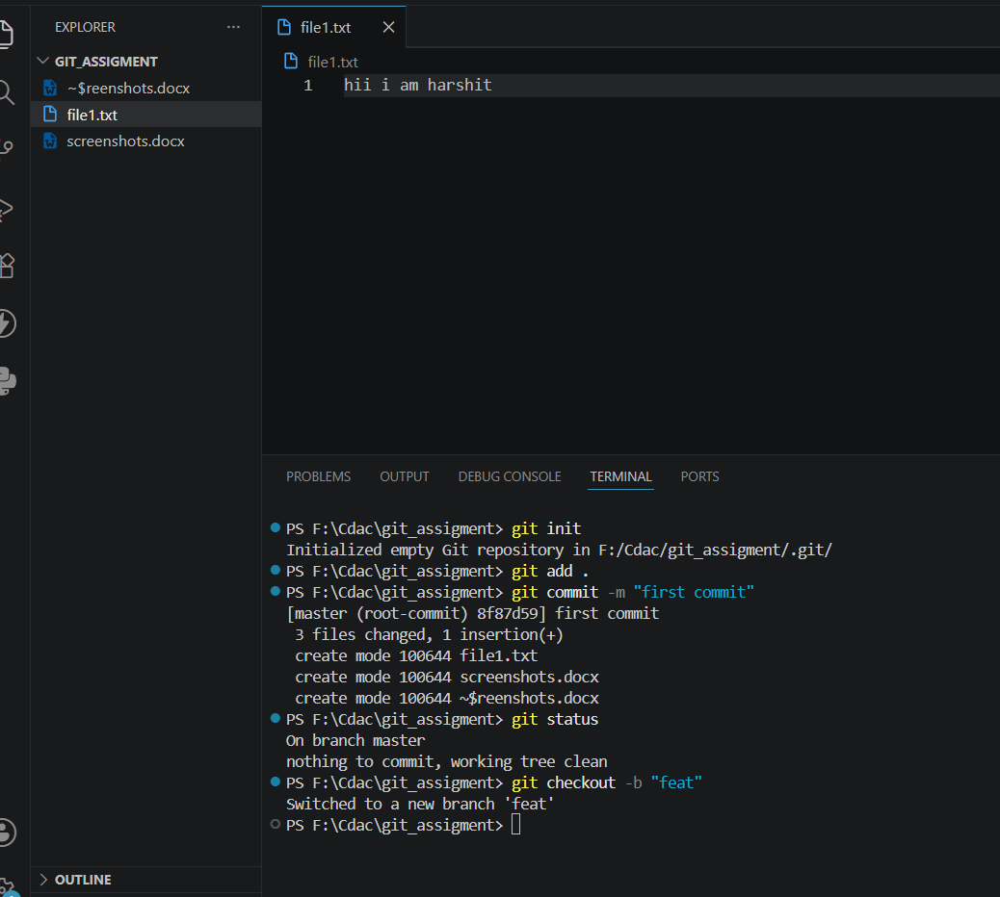 EXPLORER ...
GIT_ASSIGMENT
~$reenshots.docx
file1.txt
screenshots.docx
OUTLINE
file1.txt
file1.txt
1 hii i am harshit
PROBLEMS OUTPUT DEBUG CONSOLE TERMINAL PORTS
PS F:\Cdac\git_assigment> git init
Initialized empty Git repository in F:/Cdac/git_assigment/.git/
PS F:\Cdac\git_assigment> git add .
PS F:\Cdac\git_assigment> git commit -m "first commit"
[master (root-commit) 8f87d59] first commit
3 files changed, 1 insertion(+)
create mode 100644 file1.txt
create mode 100644 screenshots.docx
create mode 100644 ~$reenshots.docx
PS F:\Cdac\git_assigment> git status
On branch master
nothing to commit, working tree clean
PS F:\Cdac\git_assigment> git checkout -b "feat"
Switched to a new branch 'feat'
PS F:\Cdac\git_assigment>